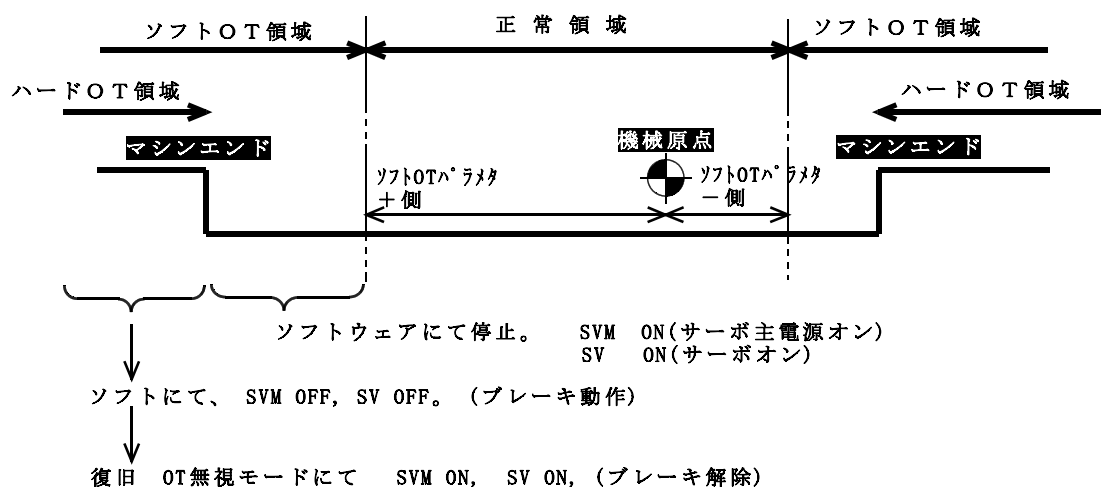 ソフトＯＴ領域　正 常 領 域　ソフトＯＴ領域
ハードＯＴ領域　ハードＯＴ領域
マシンエンド　機械原点　マシンエンド
ｿﾌﾄOTﾊﾟﾗﾒﾀ　ｿﾌﾄOTﾊﾟﾗﾒﾀ
＋側　－側
ソフトウェアにて停止。　SVM ON(サーボ主電源オン)
SV ON(サーボオン)
ソフトにて、 SVM OFF, SV OFF。 (ブレーキ動作)
復旧　OT無視モードにて　SVM ON,　SV ON, (ブレーキ解除)